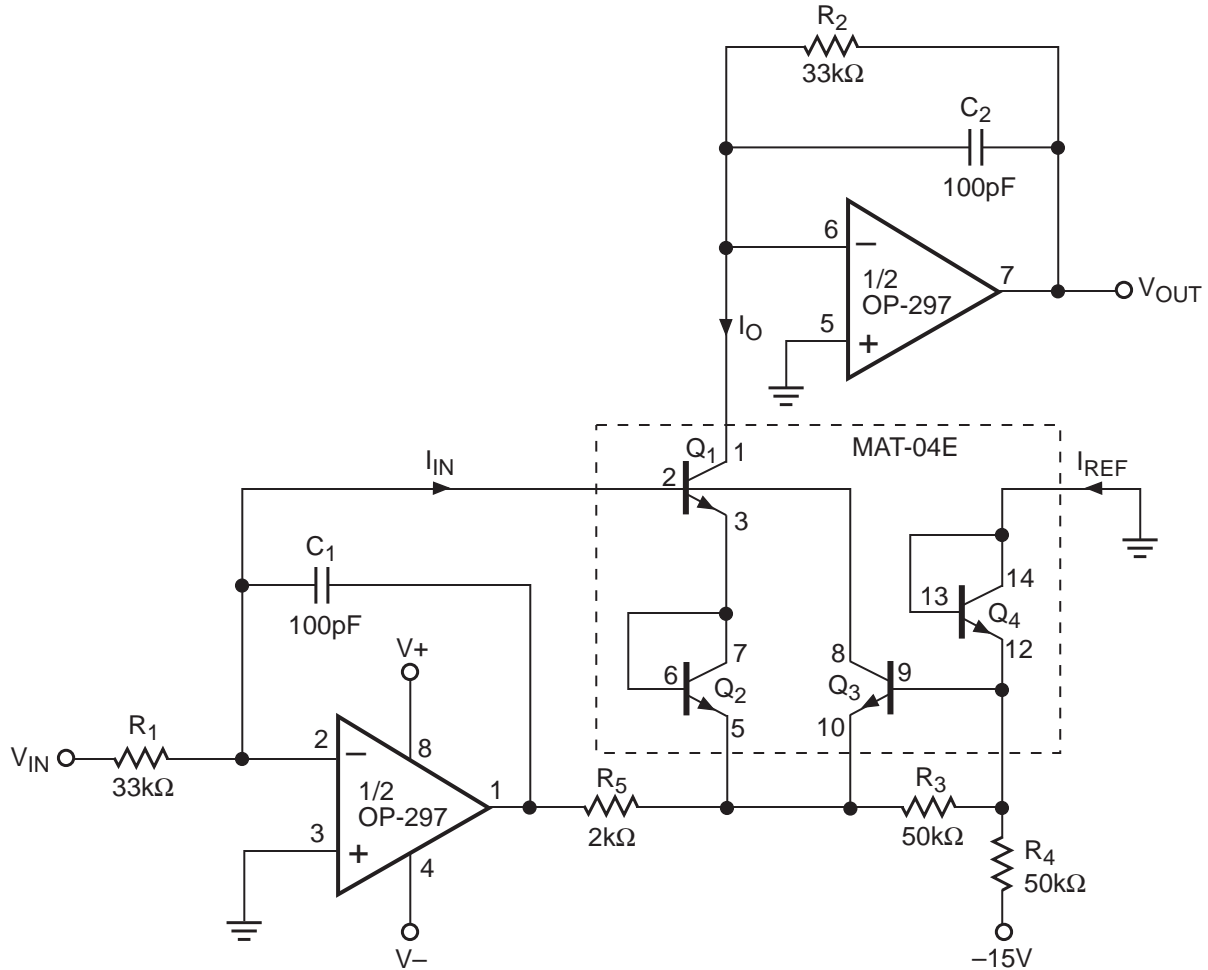 R2
33kΩ
C2
100pF
6
−
1/2
OP-297
7
VOUT
5
+
IO
MAT-04E
Q1
1
IIN
2
3
IREF
C1
100pF
14
13
Q4
12
V+
7
6
Q2
5
8
9
Q3
10
R1
VIN
33kΩ
2
−
8
1/2
OP-297
1
3
+
4
V−
R5
2kΩ
R3
50kΩ
R4
50kΩ
–15V